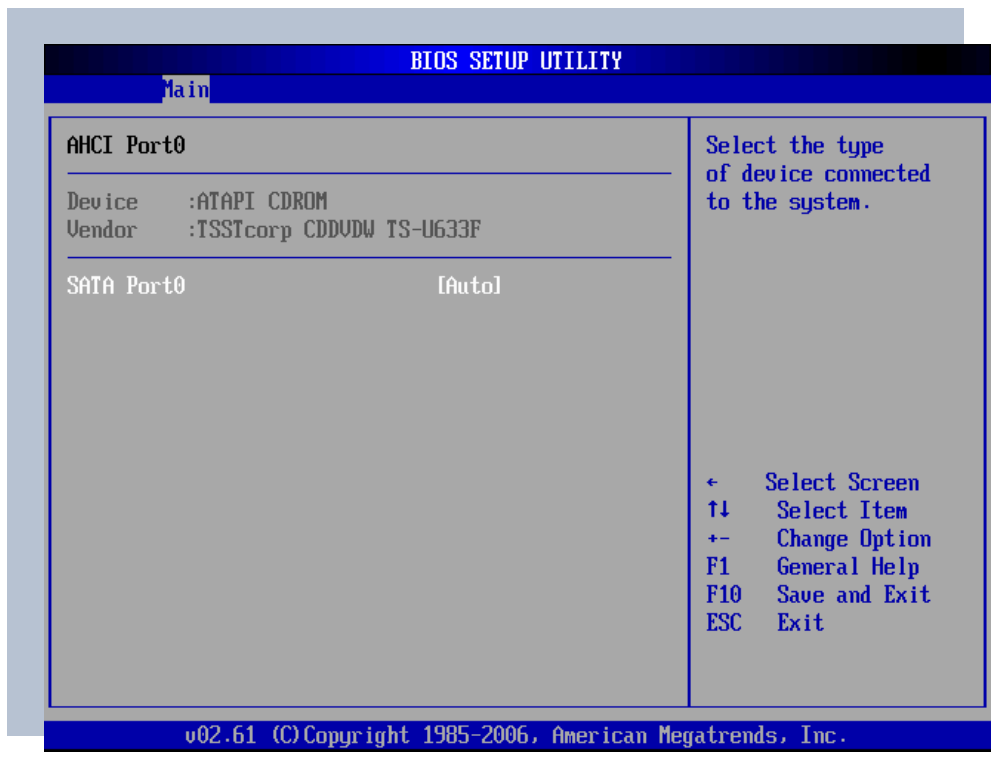 BIOS SETUP UTILITY
Main
AHCI Port0
Device :ATAPI CDROM
Vendor :TSSTcorp CDDVDW TS-U633F
SATA Port0 [Auto]
Select the type
of device connected
to the system.
← Select Screen
↑↓ Select Item
+- Change Option
F1 General Help
F10 Save and Exit
ESC Exit
v02.61 (C)Copyright 1985-2006, American Megatrends, Inc.